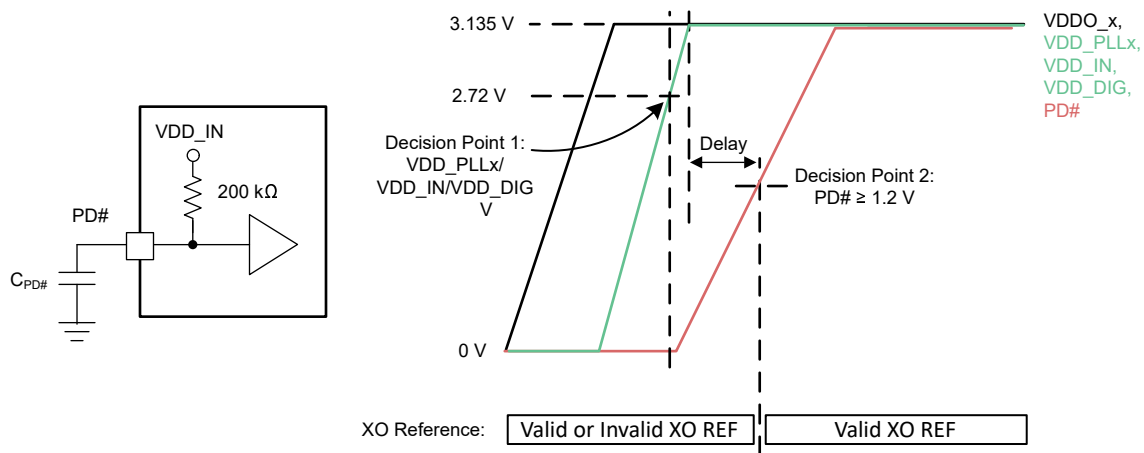 VDD_IN
200 kΩ
PD#
CPD#
3.135 V
2.72 V
Decision Point 1:
VDD_PLLx/
VDD_IN/VDD_DIG
V
0 V
Delay
Decision Point 2:
PD# ≥ 1.2 V
VDDO_x,
VDD_PLLx,
VDD_IN,
VDD_DIG,
PD#
XO Reference:
Valid or Invalid XO REF
Valid XO REF